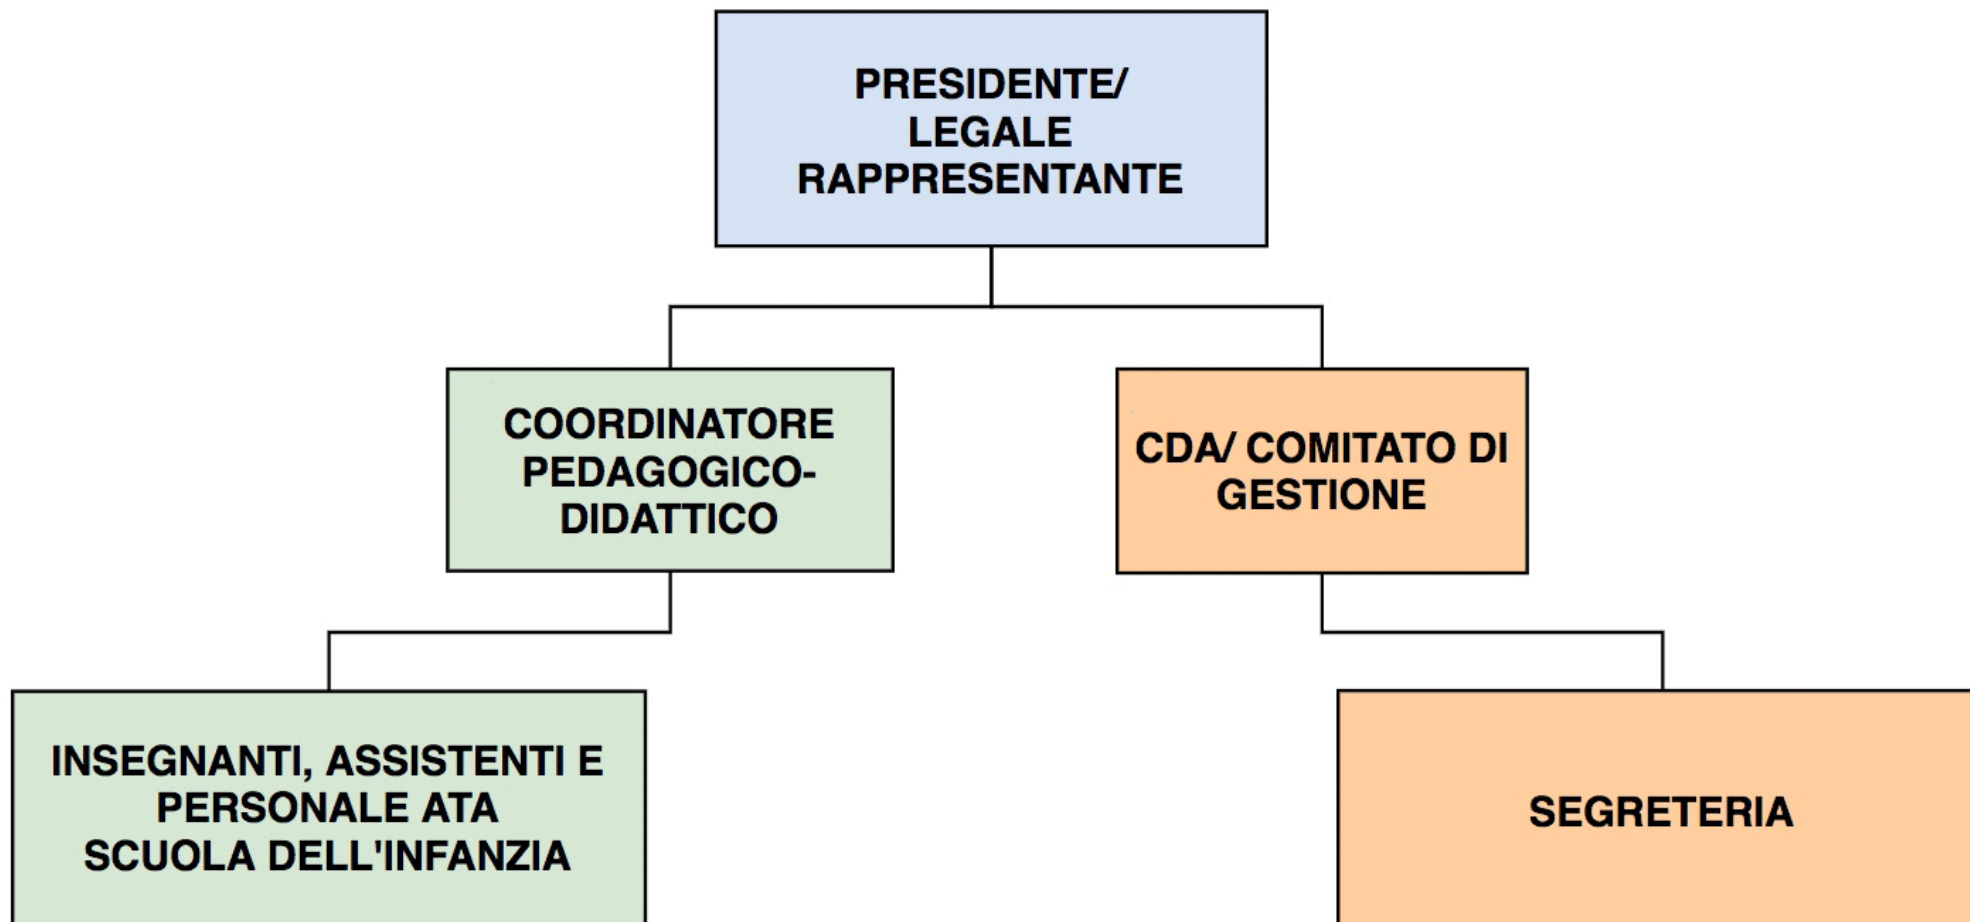 PRESIDENTE/
LEGALE
RAPPRESENTANTE
COORDINATORE
PEDAGOGICO-
DIDATTICO
CDA/ COMITATO DI
GESTIONE
INSEGNANTI, ASSISTENTI E
PERSONALE ATA
SCUOLA DELL'INFANZIA
SEGRETERIA